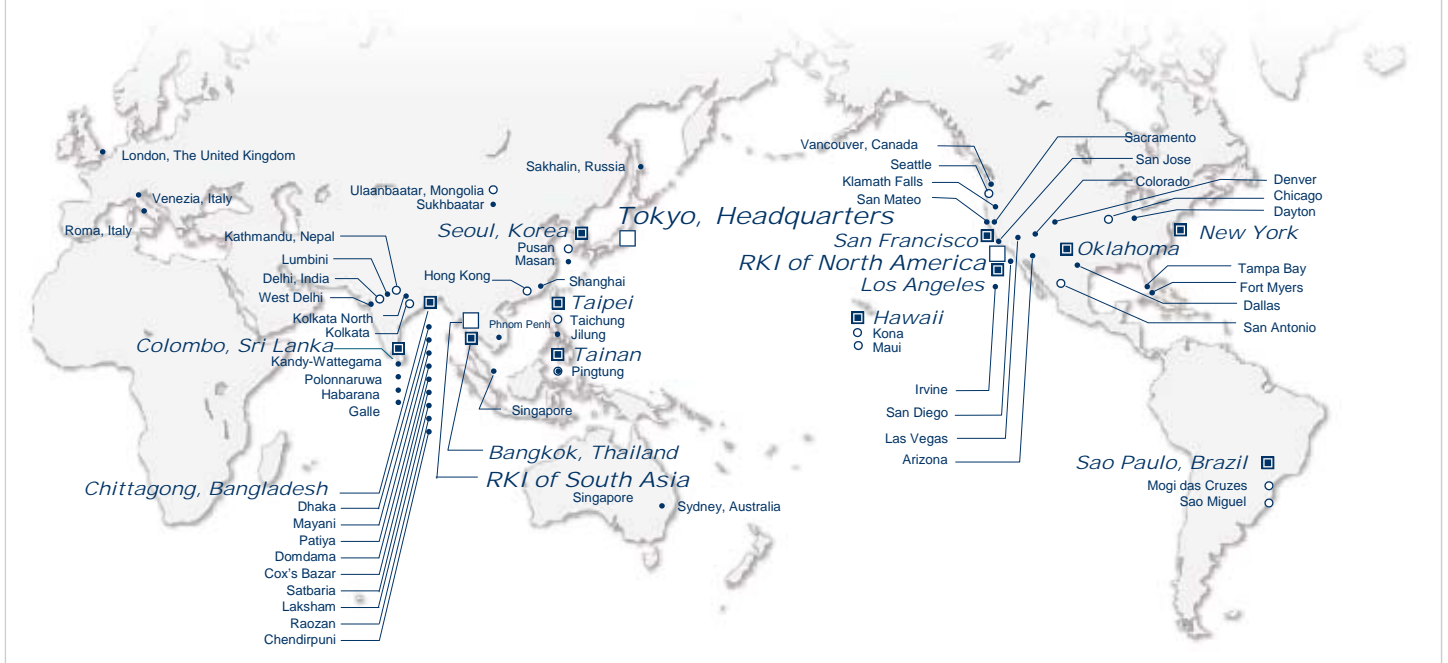 London, The United Kingdom
Venezia, Italy
Roma, Italy
Ulaanbaatar, Mongolia
Sukhbaatar
Sakhalin, Russia
Tokyo, Headquarters
Seoul, Korea
Pusan
Masan
Kathmandu, Nepal
Lumbini
Delhi, India
West Delhi
Kolkata North
Kolkata
Hong Kong
Shanghai
Taipei
Taichung
Jilung
Tainan
Pingtung
Phnom Penh
Colombo, Sri Lanka
Kandy-Wattegama
Polonnaruwa
Habarana
Galle
Singapore
Bangkok, Thailand
RKI of South Asia
Singapore
Sydney, Australia
Chittagong, Bangladesh
Dhaka
Mayani
Patiya
Domdama
Cox's Bazar
Satbaria
Laksham
Raozan
Chendirpuni
Vancouver, Canada
Seattle
Klamath Falls
San Mateo
San Francisco
RKI of North America
Los Angeles
Hawaii
Kona
Maui
Irvine
San Diego
Las Vegas
Arizona
Sacramento
San Jose
Colorado
Denver
Chicago
Dayton
New York
Oklahoma
Tampa Bay
Fort Myers
Dallas
San Antonio
Sao Paulo, Brazil
Mogi das Cruzes
Sao Miguel